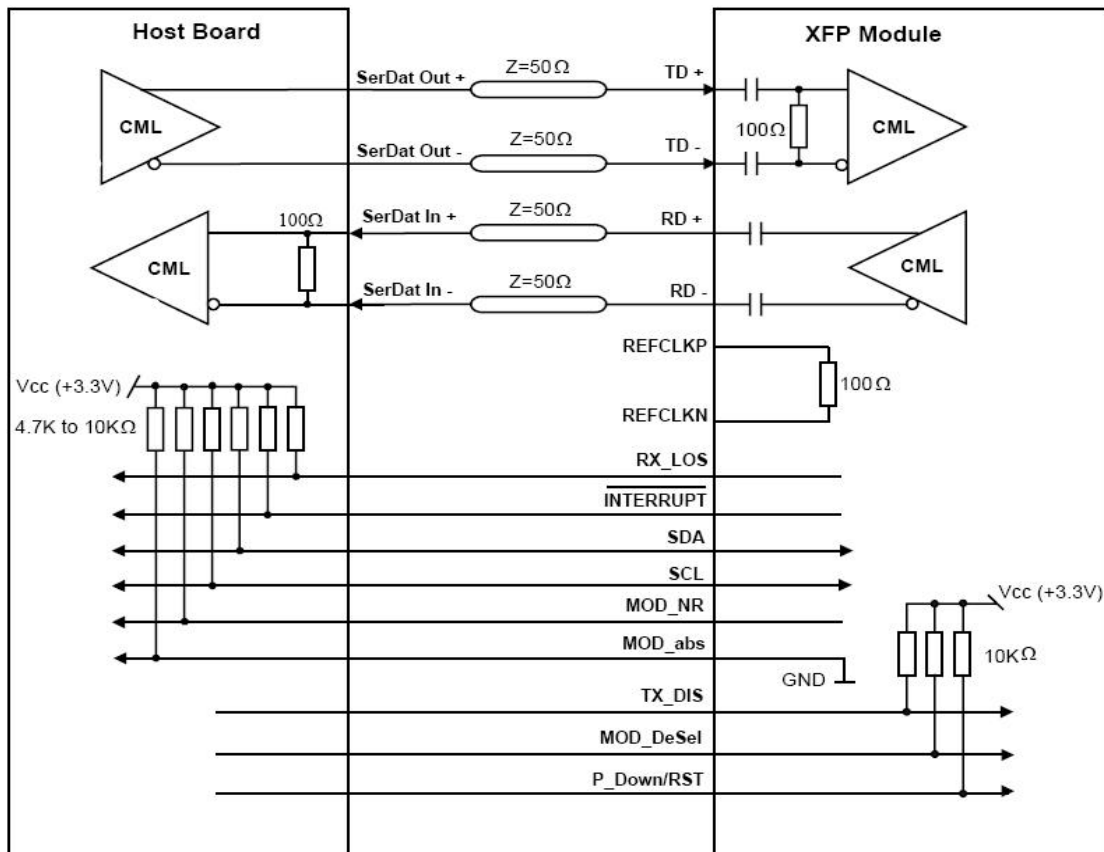 Host Board
XFP Module
CML
SerDat Out +
Z=50Ω
TD +
100Ω
CML
SerDat Out -
Z=50Ω
TD -
CML
100Ω
SerDat In +
Z=50Ω
RD +
CML
SerDat In -
Z=50Ω
RD -
REFCLKP
100Ω
REFCLKN
Vcc (+3.3V)
4.7K to 10KΩ
RX_LOS
INTERRUPT
SDA
SCL
MOD_NR
MOD_abs
Vcc (+3.3V)
10KΩ
GND
TX_DIS
MOD_DeSel
P_Down/RST